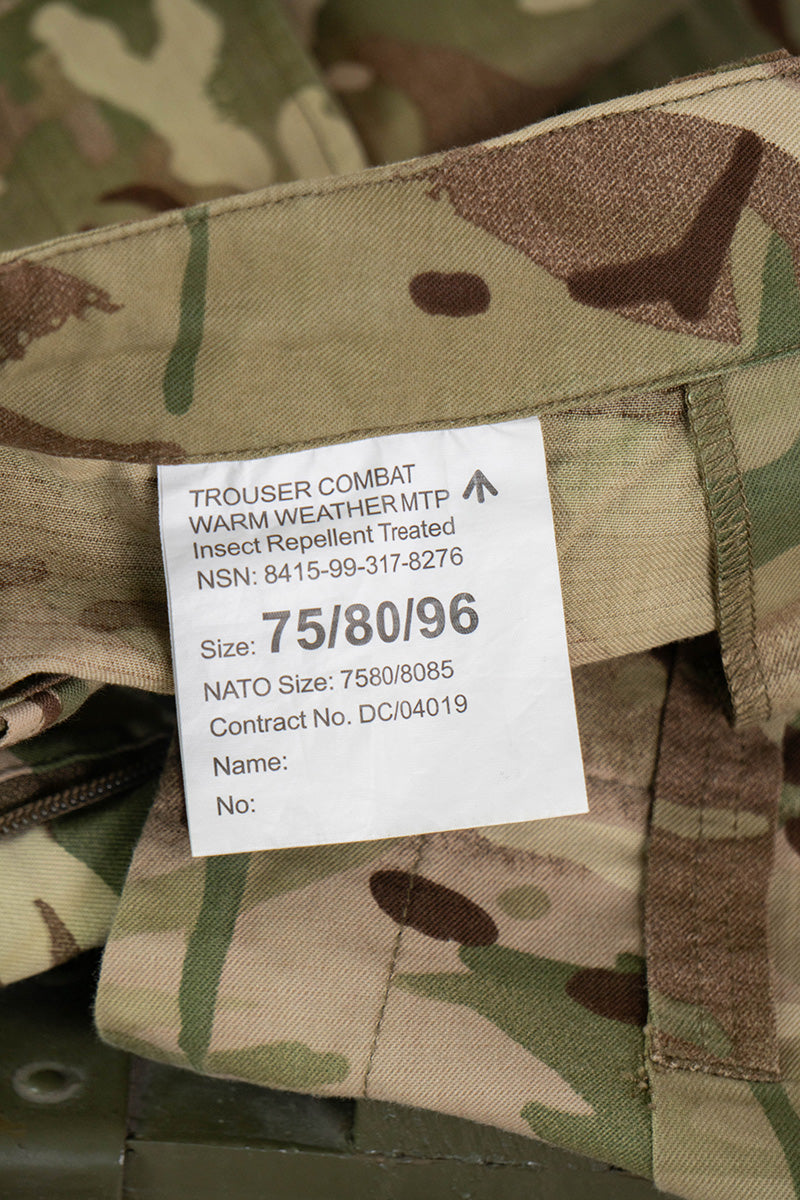 TROUSER COMBAT
WARM WEATHER MTP
Insect Repellent Treated
NSN: 8415-99-317-8276
Size: 75/80/96
NATO Size: 7580/8085
Contract No. DC/04019
Name:
No: